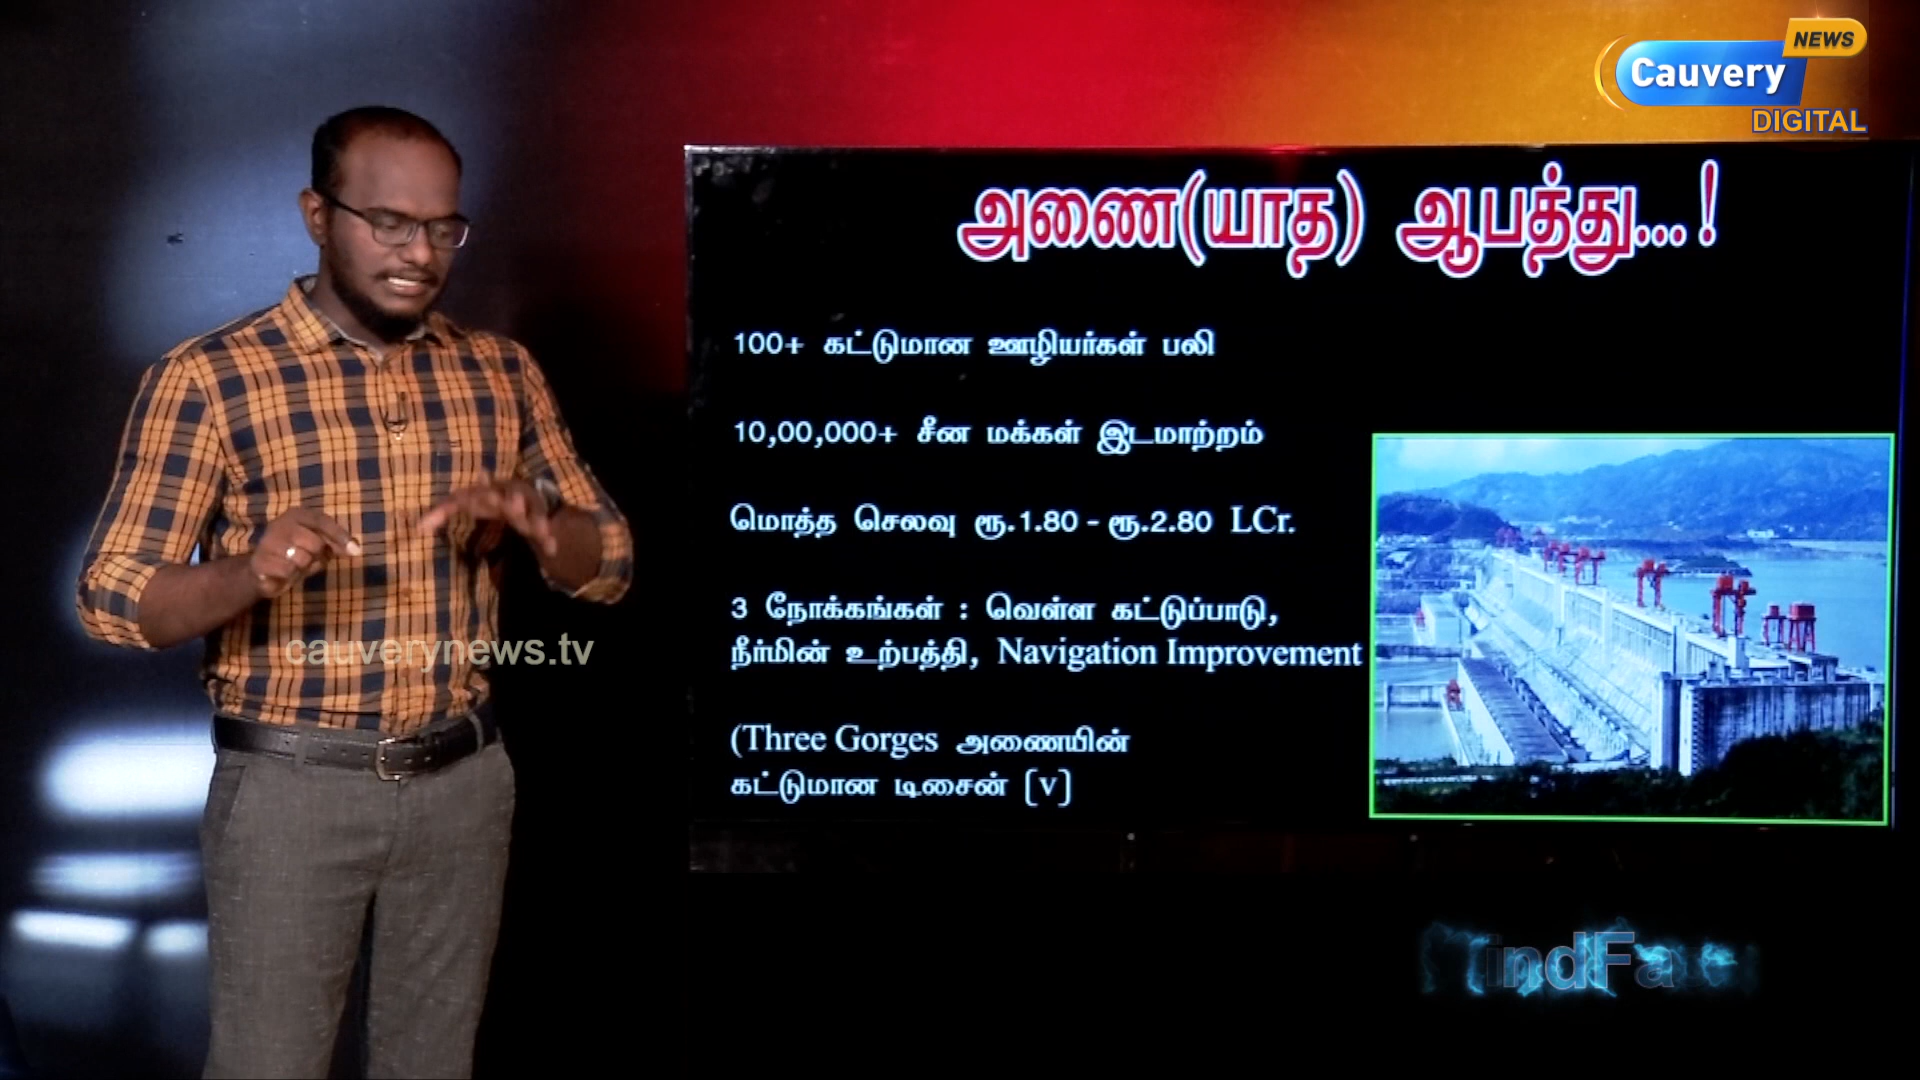 NEWS
Cauvery
DIGITAL
அணை(யாத) ஆபத்து...!
100+ கட்டுமான ஊழியர்கள் பலி
10,00,000+ சீன மக்கள் இடமாற்றம்
மொத்த செலவு ரூ.1.80 - ரூ.2.80 LCr.
3 நோக்கங்கள் : வெள்ள கட்டுப்பாடு,
நீர்மின் உற்பத்தி, Navigation Improvement
(Three Gorges அணையின்
கட்டுமான டிசைன் [v]
cauverynews.tv